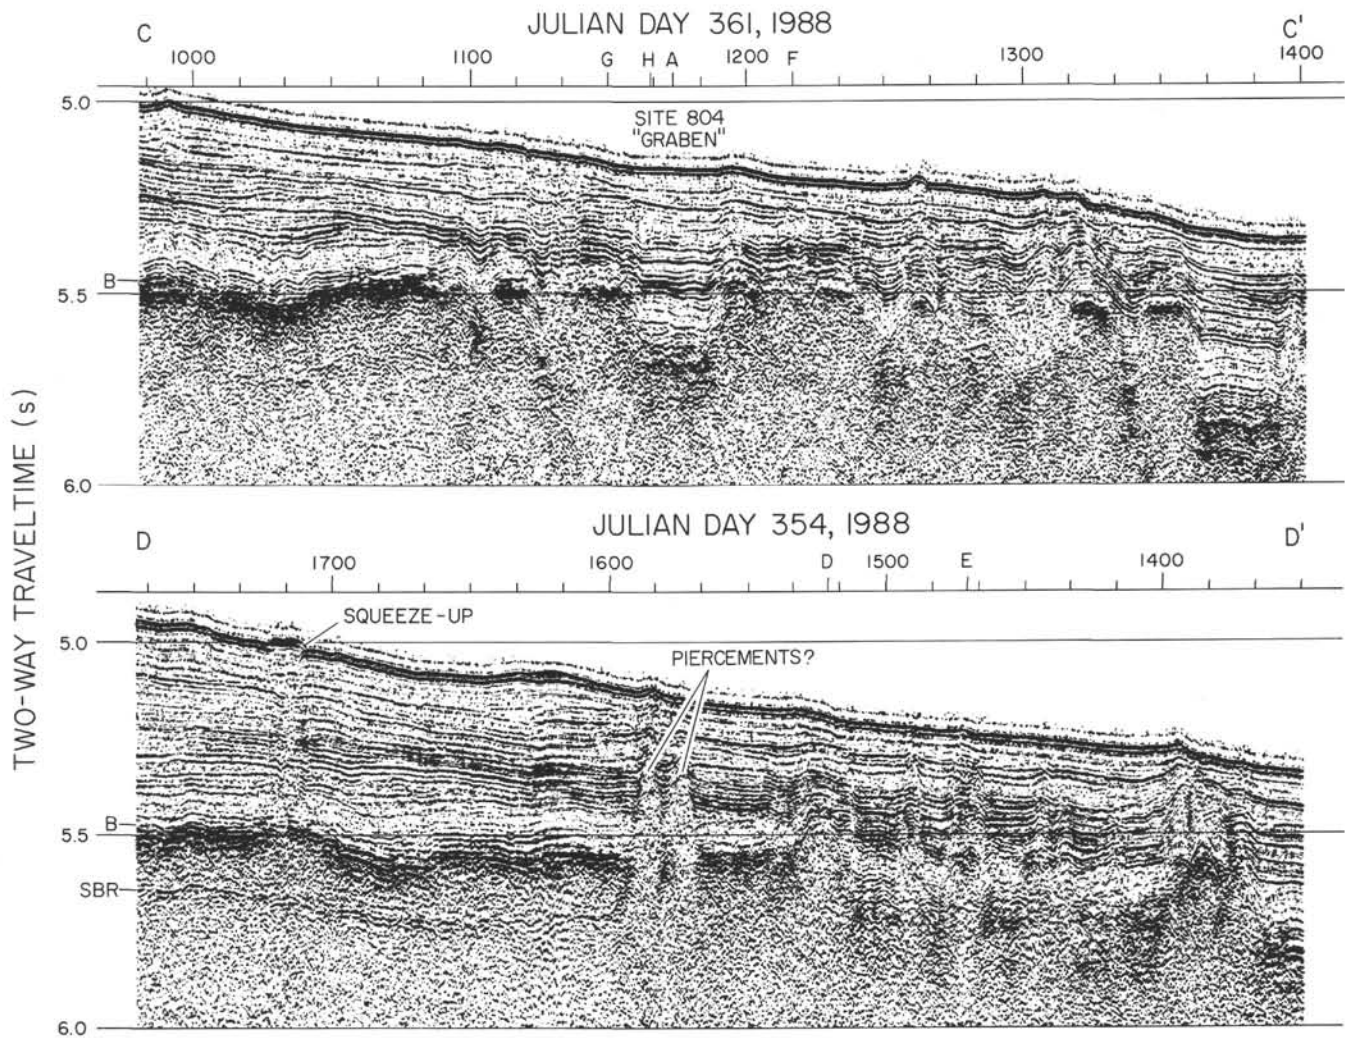 JULIAN DAY 361, 1988
C C'
1000 1100 G H A 1200 F 1300 1400
5.0
SITE 804
"GRABEN"
B
5.5
6.0
TWO-WAY TRAVELTIME (s)
JULIAN DAY 354, 1988
D D'
1700 1600 D 1500 E 1400
SQUEEZE-UP
5.0
PIERCEMENTS?
B
5.5
SBR
6.0